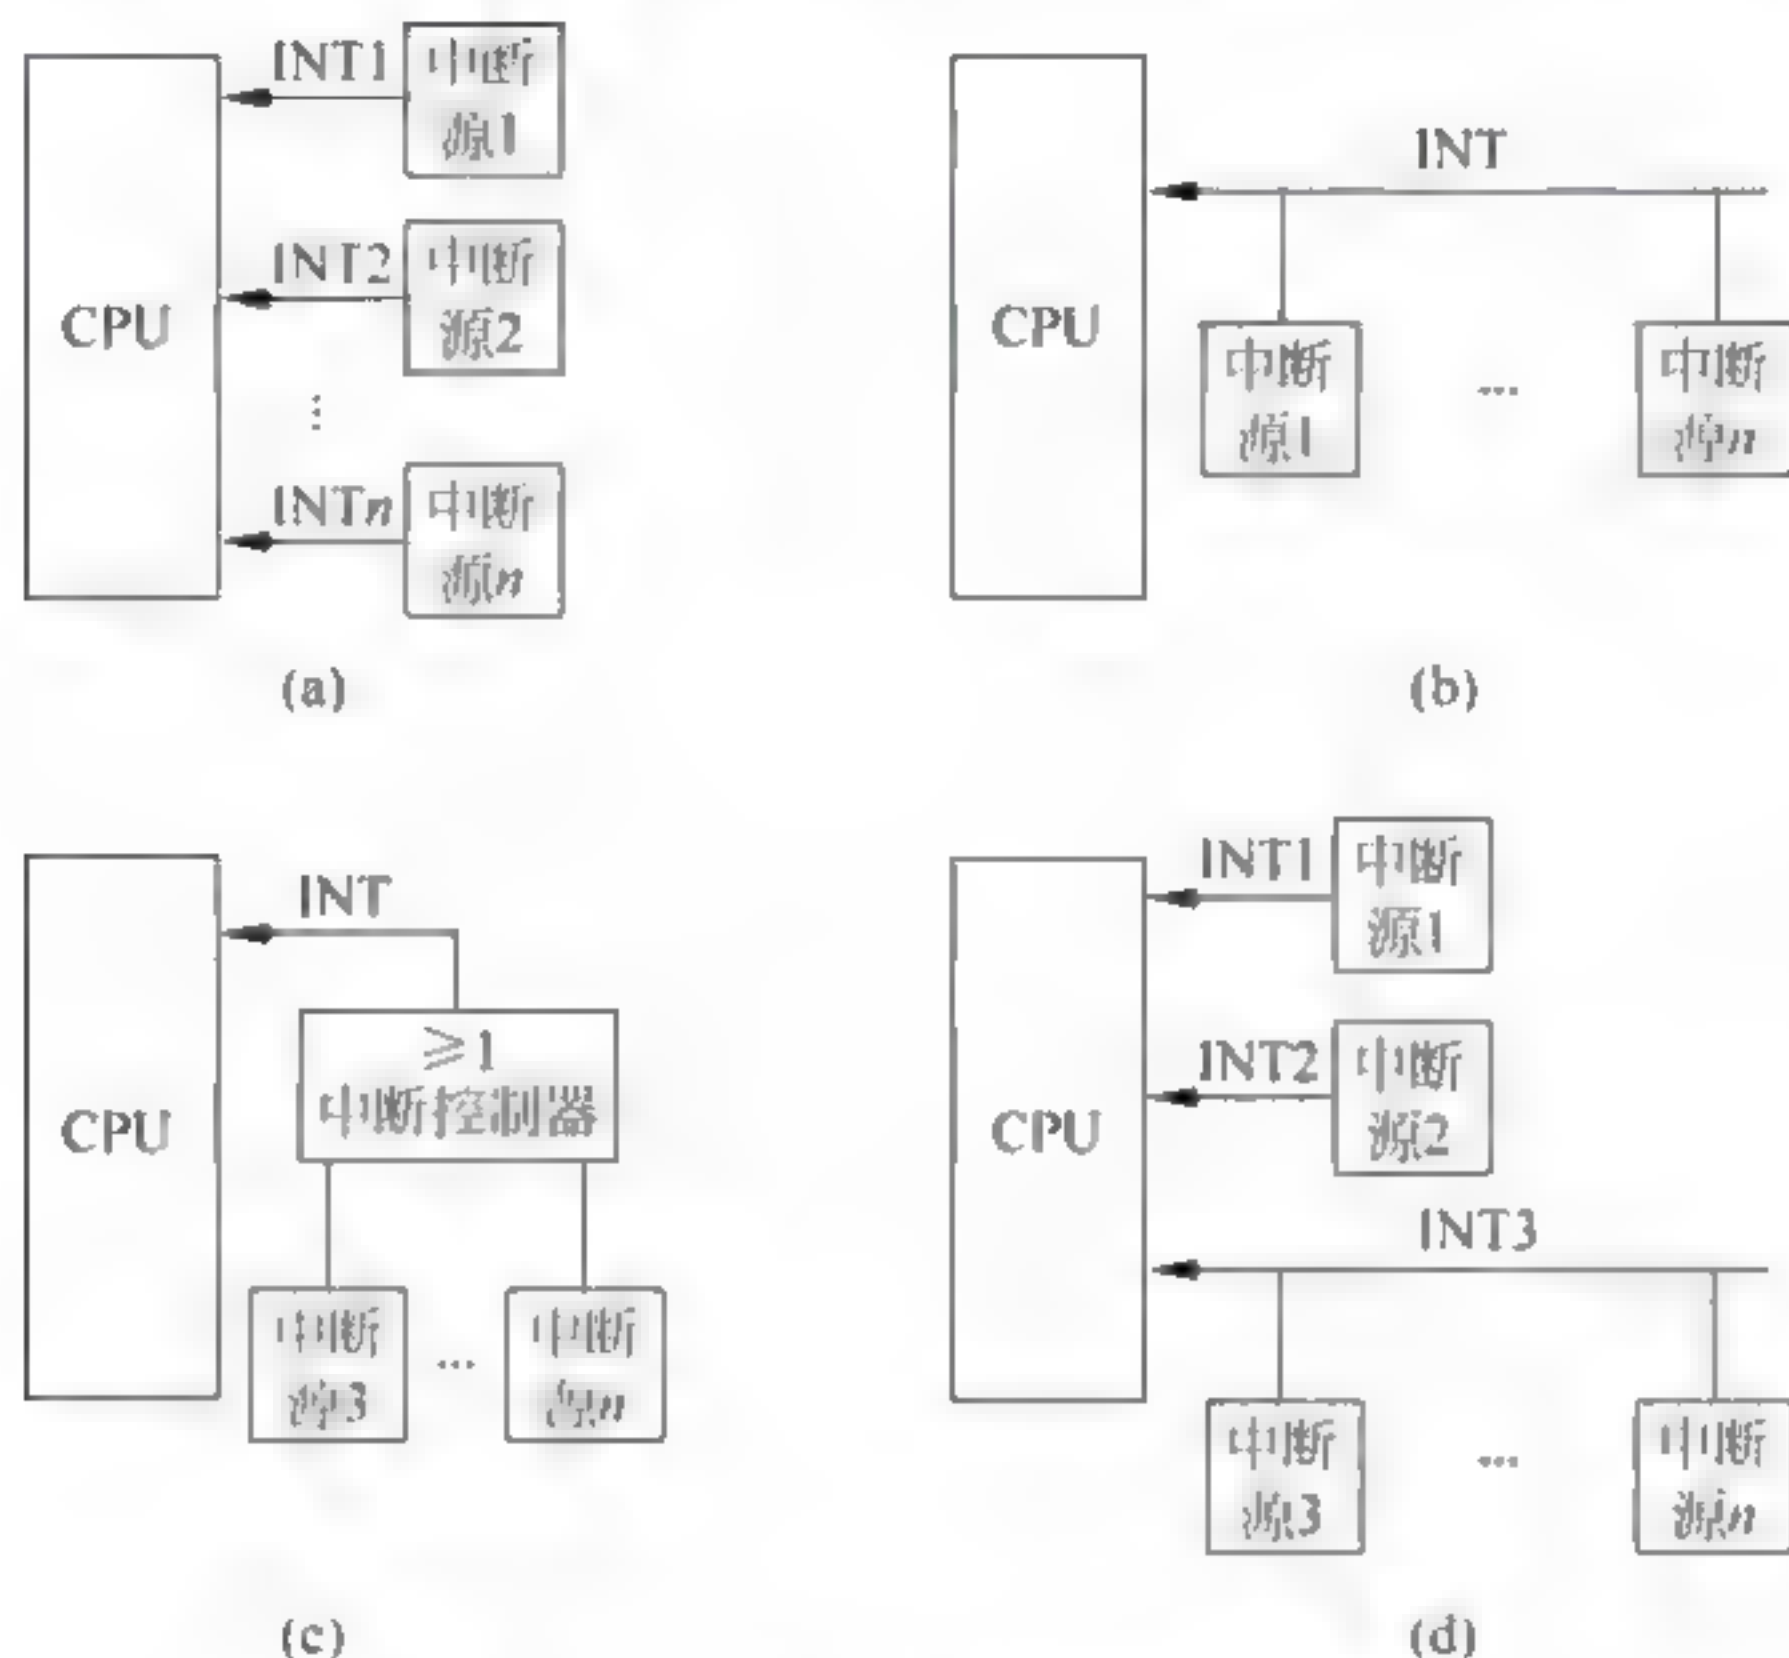 INT1
中断
源1
INT2
中断
源2
CPU
⋮
INTn
中断
源n
(a)
INT
CPU
中断
源1
...
中断
源n
(b)
INT
≥1
中断控制器
CPU
中断
源3
...
中断
源n
(c)
INT1
中断
源1
INT2
中断
源2
CPU
INT3
中断
源3
...
中断
源n
(d)